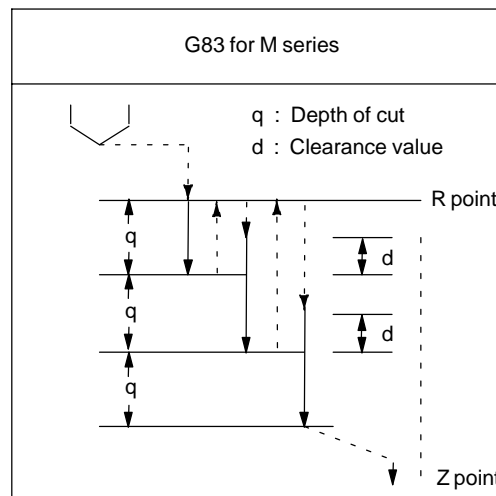 G83 for M series
q : Depth of cut
d : Clearance value
R point
q
d
q
d
q
Z point